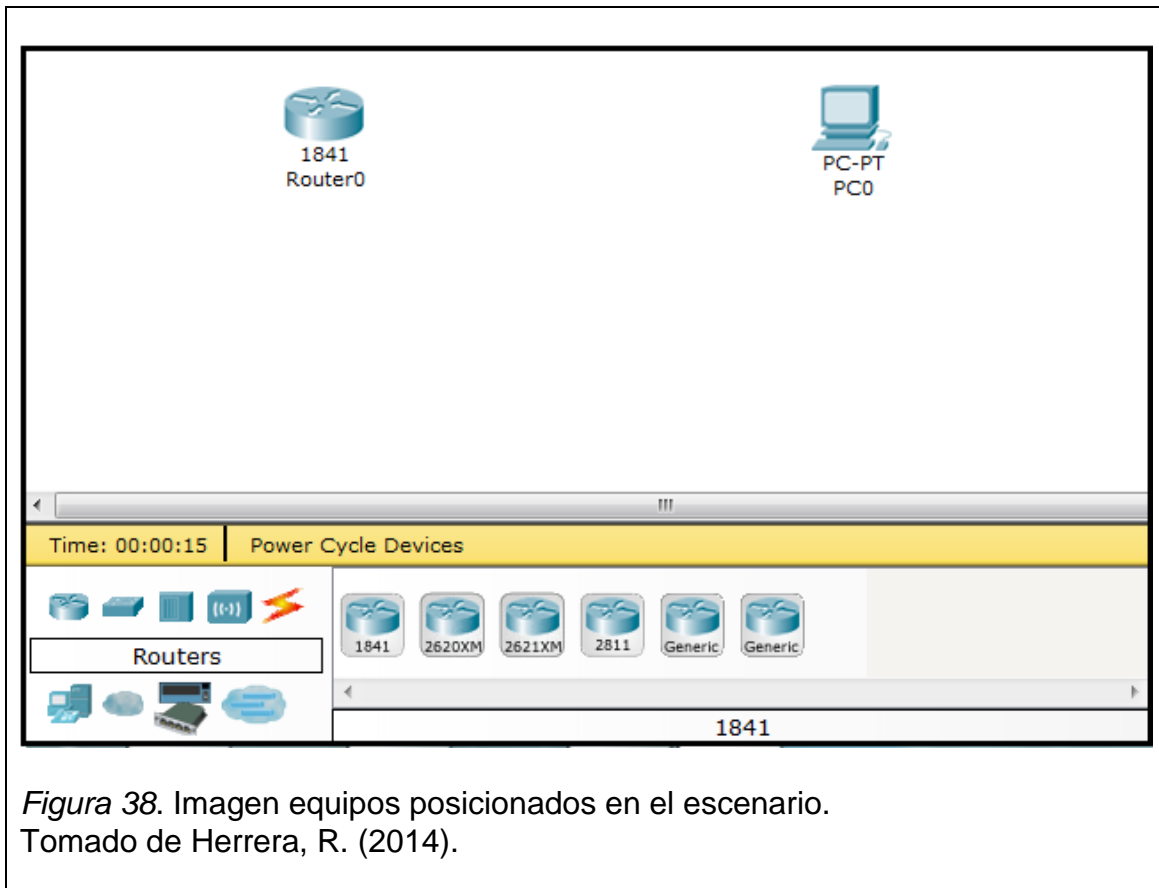 1841
Router0
PC-PT
PC0
Time: 00:00:15 Power Cycle Devices
Routers
1841 2620XM 2621XM 2811 Generic Generic
1841
Figura 38. Imagen equipos posicionados en el escenario.
Tomado de Herrera, R. (2014).